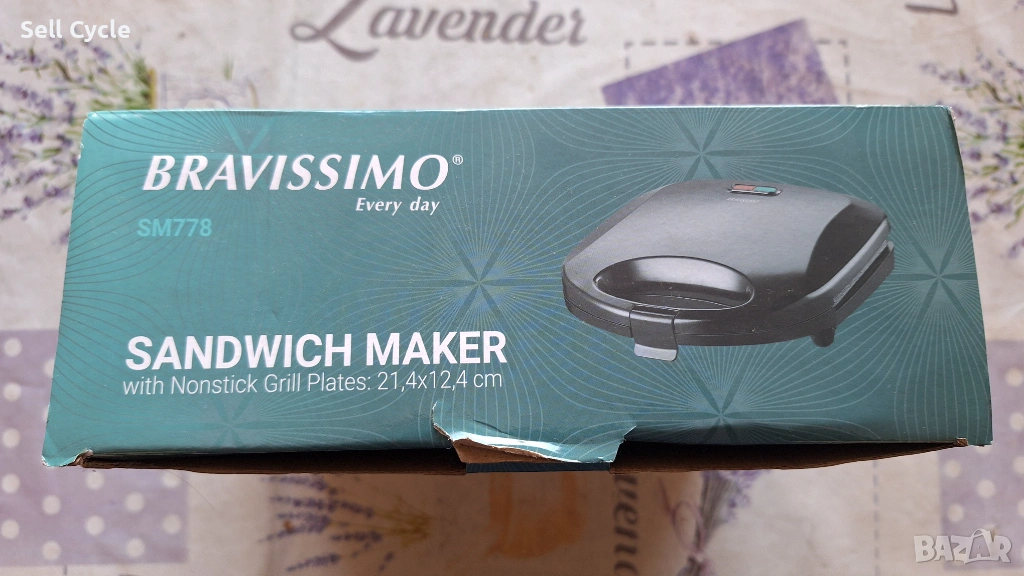 Sell Cycle
Lavender
BRAVISSIMO®
Every day
SM778
SANDWICH MAKER
with Nonstick Grill Plates: 21,4x12,4 cm
BAZAR